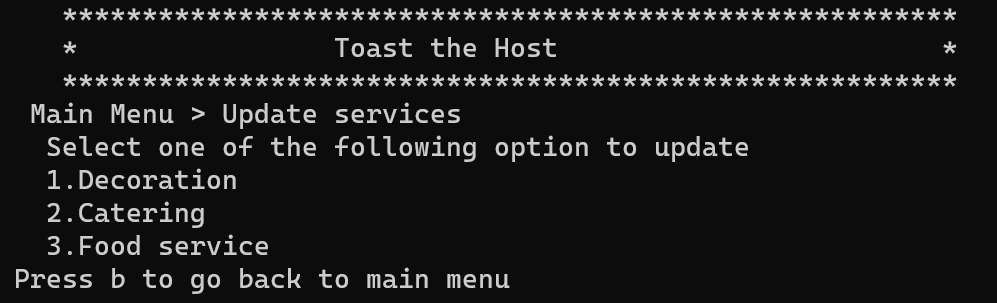 ********************************************************
* Toast the Host *
********************************************************
Main Menu > Update services
Select one of the following option to update
1.Decoration
2.Catering
3.Food service
Press b to go back to main menu